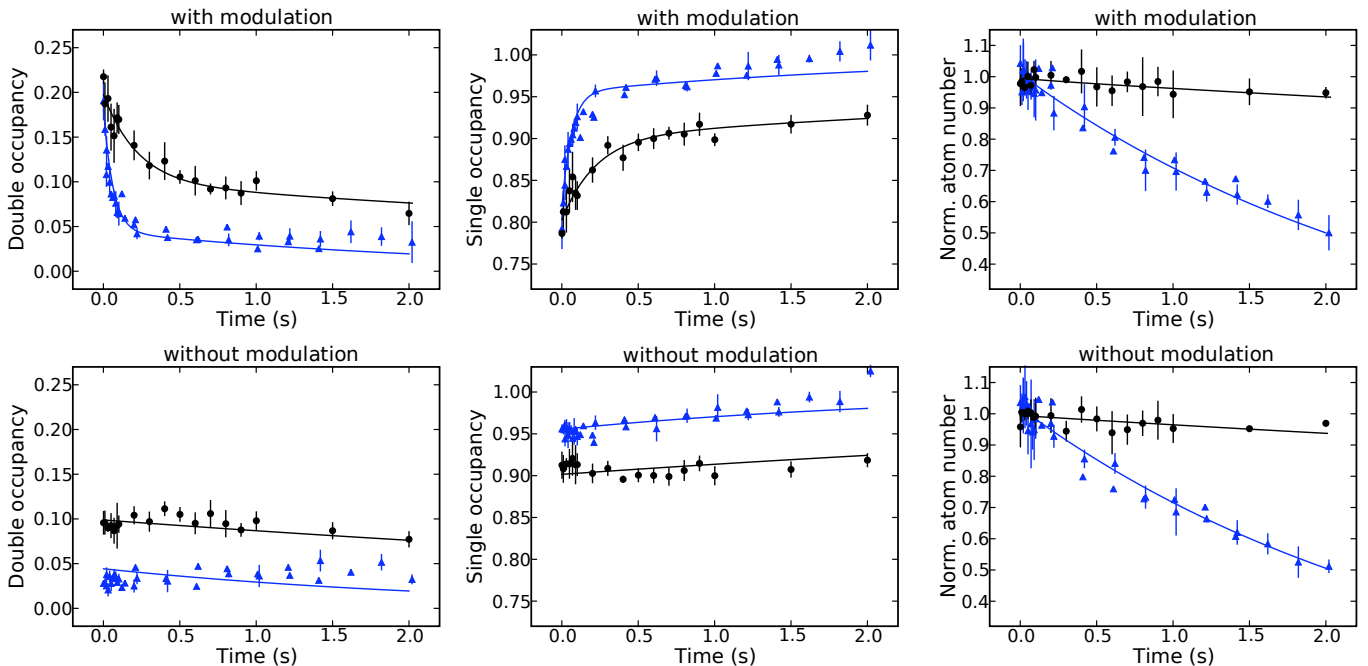 with modulation
Double occupancy
0.25
0.20
0.15
0.10
0.05
0.00
0.0 0.5 1.0 1.5 2.0
Time (s)
with modulation
Single occupancy
1.00
0.95
0.90
0.85
0.80
0.75
0.0 0.5 1.0 1.5 2.0
Time (s)
with modulation
Norm. atom number
1.1
1.0
0.9
0.8
0.7
0.6
0.5
0.4
0.0 0.5 1.0 1.5 2.0
Time (s)
without modulation
Double occupancy
0.25
0.20
0.15
0.10
0.05
0.00
0.0 0.5 1.0 1.5 2.0
Time (s)
without modulation
Single occupancy
1.00
0.95
0.90
0.85
0.80
0.75
0.0 0.5 1.0 1.5 2.0
Time (s)
without modulation
Norm. atom number
1.1
1.0
0.9
0.8
0.7
0.6
0.5
0.4
0.0 0.5 1.0 1.5 2.0
Time (s)